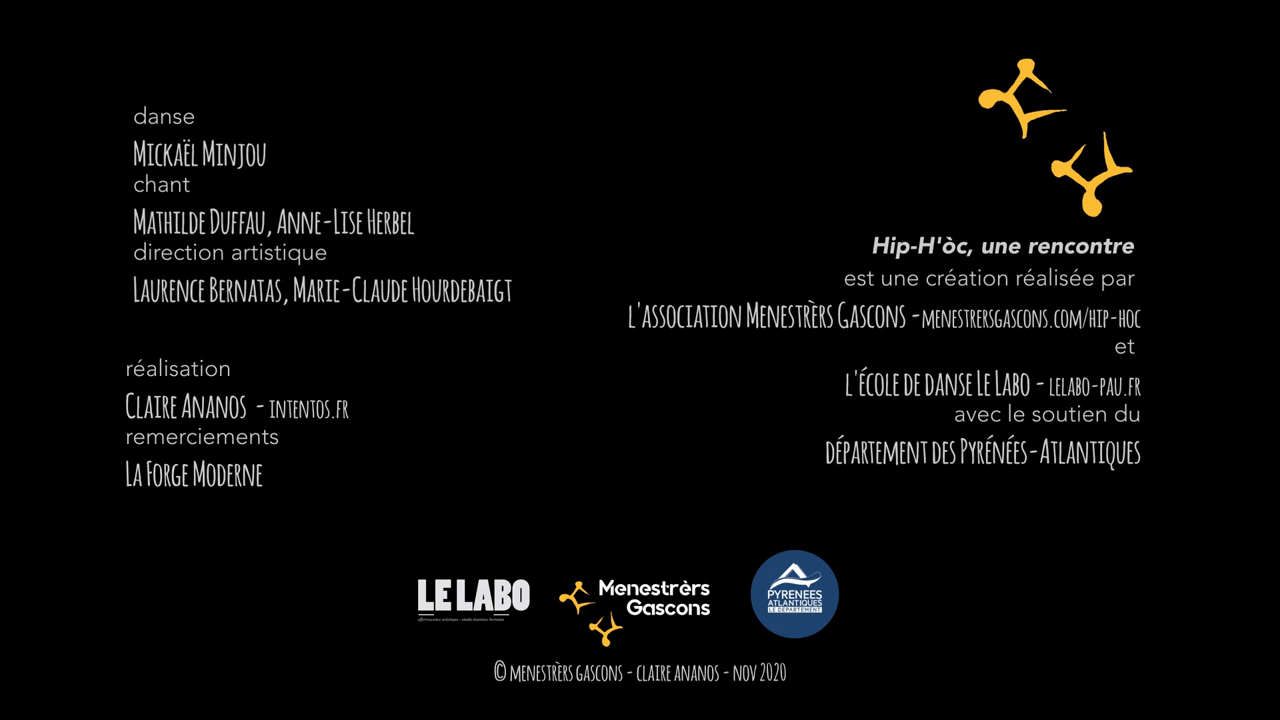 danse
Mickaël Minjou
chant
Mathilde Duffau, Anne-Lise Herbel
direction artistique
Laurence Bernatas, Marie-Claude Hourdebaigt
réalisation
Claire Ananos - intentos.fr
remerciements
La Forge Moderne
Hip-H'òc, une rencontre
est une création réalisée par
l'association Menestrèrs Gascons - menestrersgascons.com/hip-hoc
et
l'école de danse Le Labo - lelabo-pau.fr
avec le soutien du
département des Pyrénées-Atlantiques
LE LABO
Menestrèrs
Gascons
PYRENEES
ATLANTIQUES
LE DEPARTEMENT
© Menestrèrs Gascons - Claire Ananos - Nov 2020